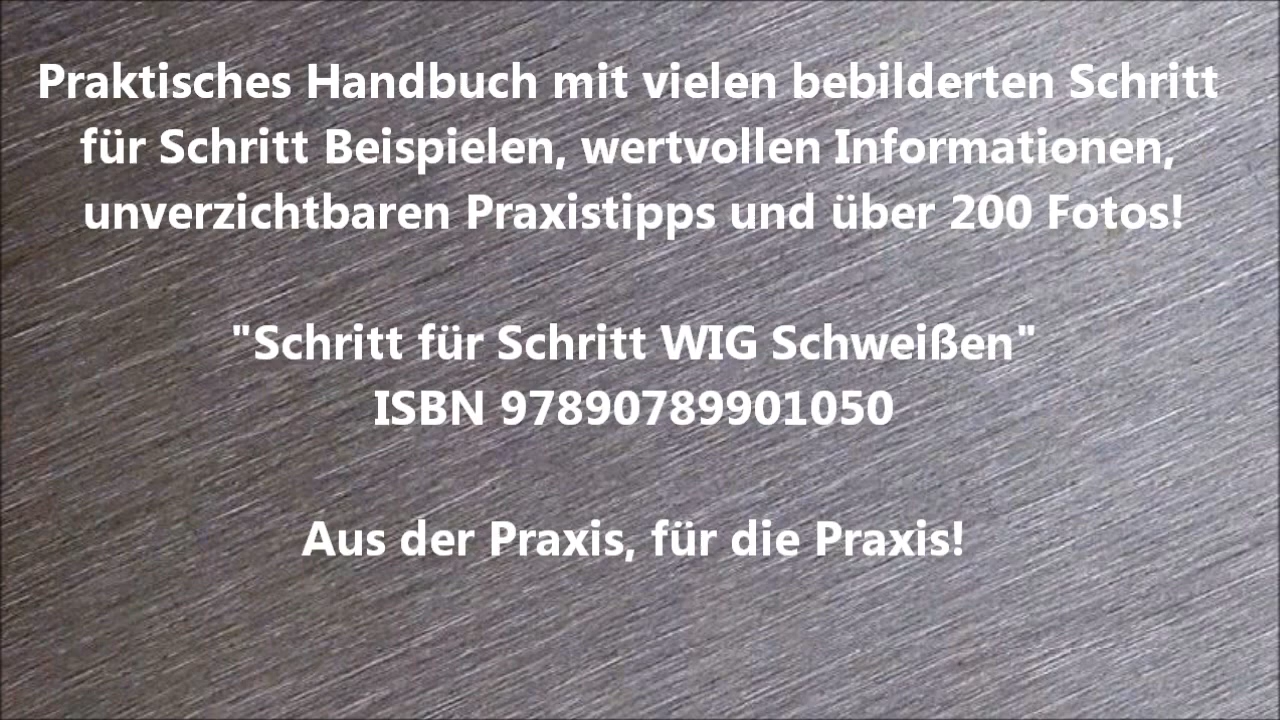 Praktisches Handbuch mit vielen bebilderten Schritt
für Schritt Beispielen, wertvollen Informationen,
unverzichtbaren Praxistipps und über 200 Fotos!
"Schritt für Schritt WIG Schweißen"
ISBN 97890789901050
Aus der Praxis, für die Praxis!